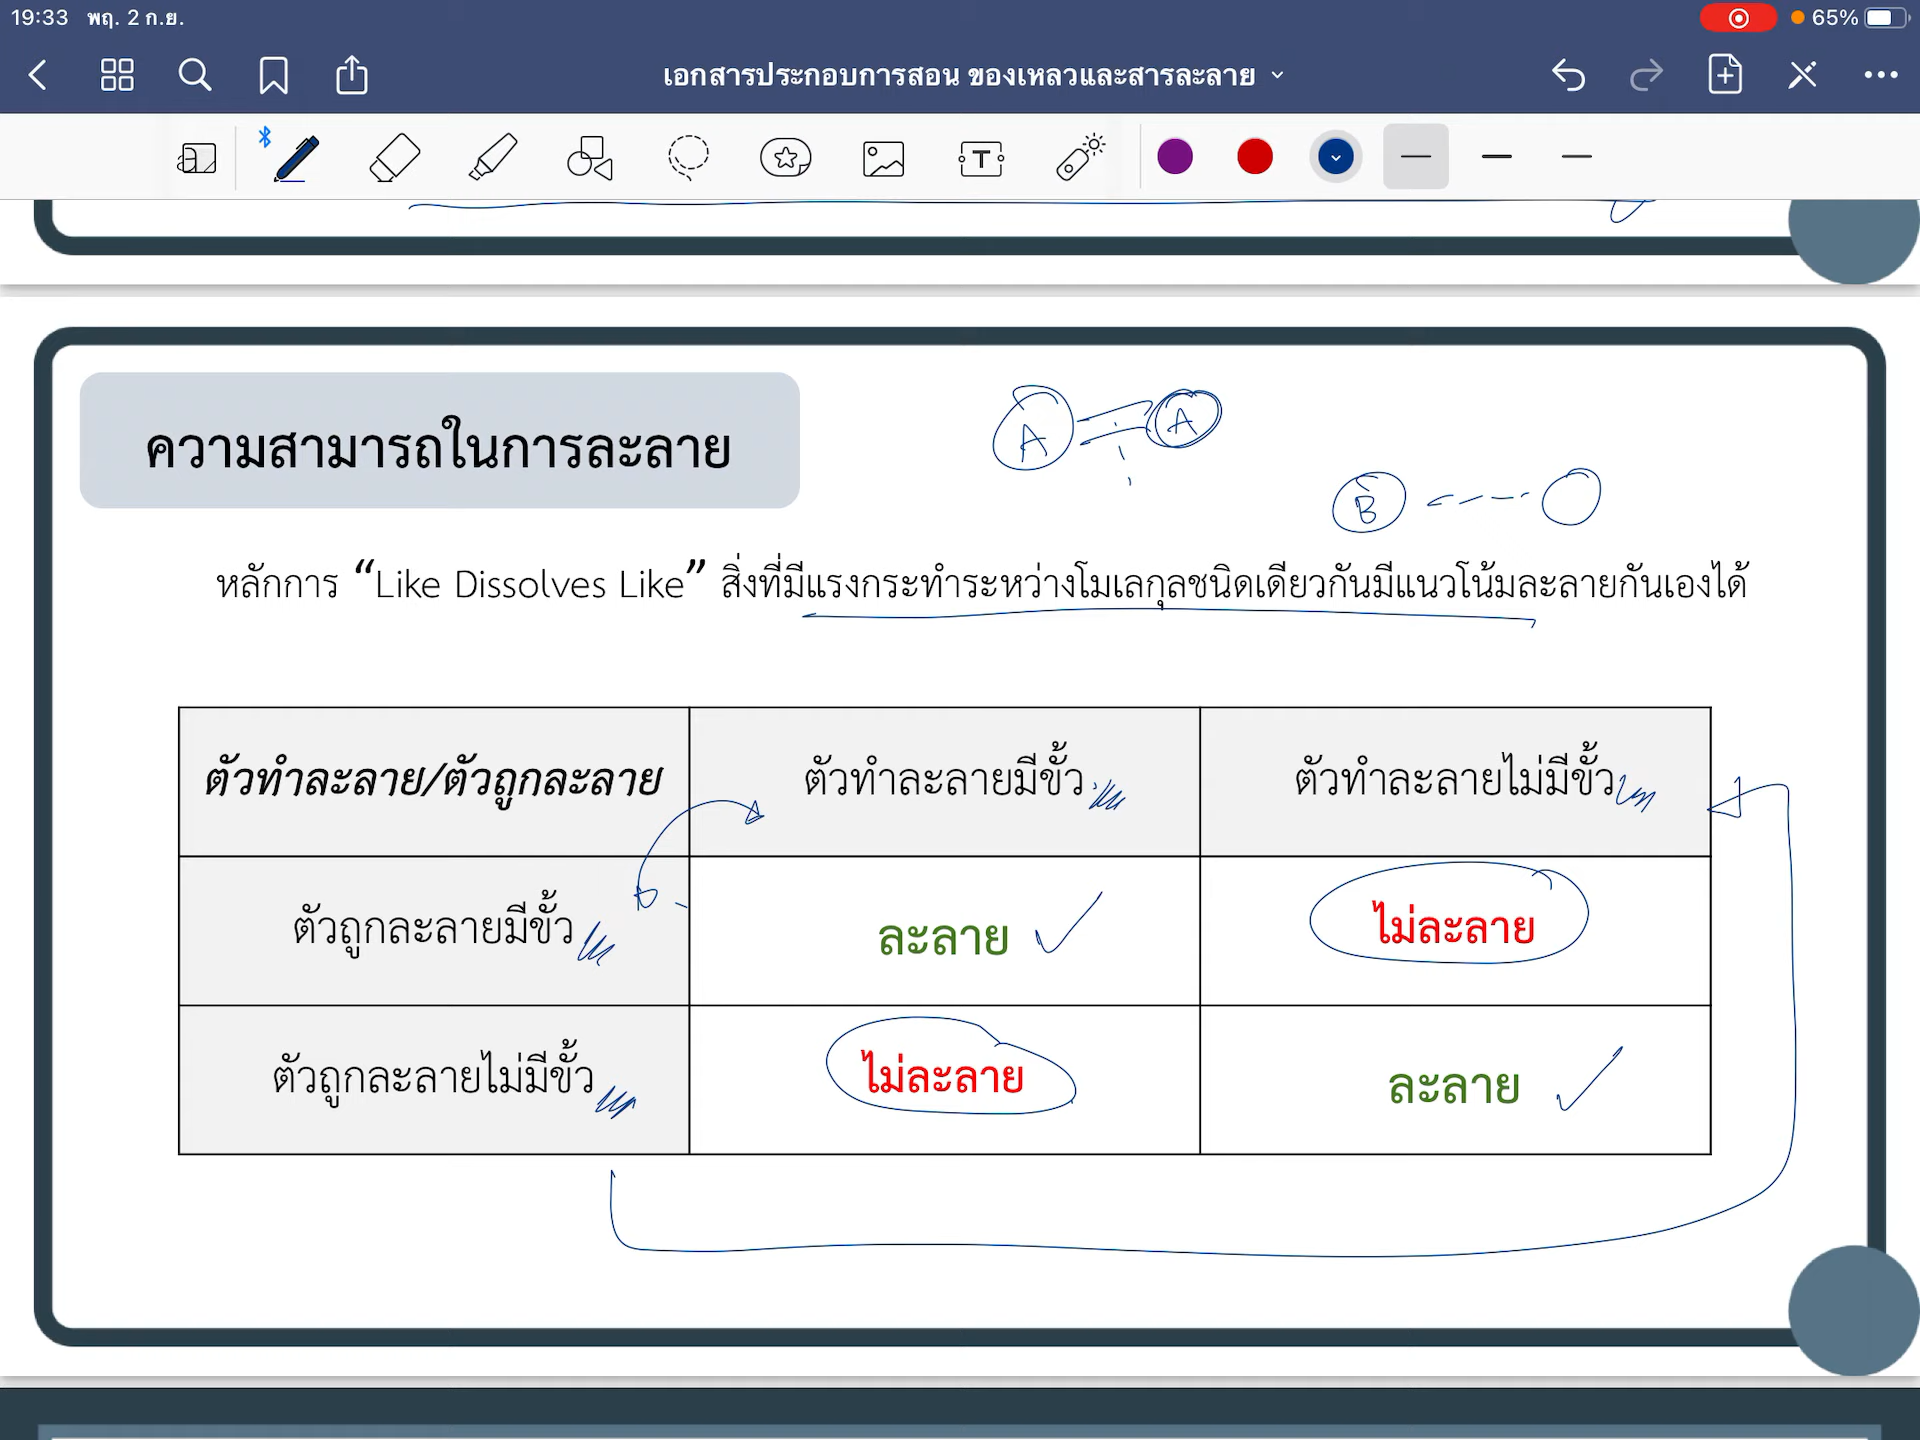 19:33 พฤ. 2 ก.ย.
65%
เอกสารประกอบการสอน ของเหลวและสารละลาย
ความสามารถในการละลาย
A A
B
หลักการ “Like Dissolves Like” สิ่งที่มีแรงกระทำระหว่างโมเลกุลชนิดเดียวกันมีแนวโน้มละลายกันเองได้
ตัวทำละลาย/ตัวถูกละลาย ตัวทำละลายมีขั้ว ตัวทำละลายไม่มีขั้ว
ตัวถูกละลายมีขั้ว ละลาย ไม่ละลาย
ตัวถูกละลายไม่มีขั้ว ไม่ละลาย ละลาย